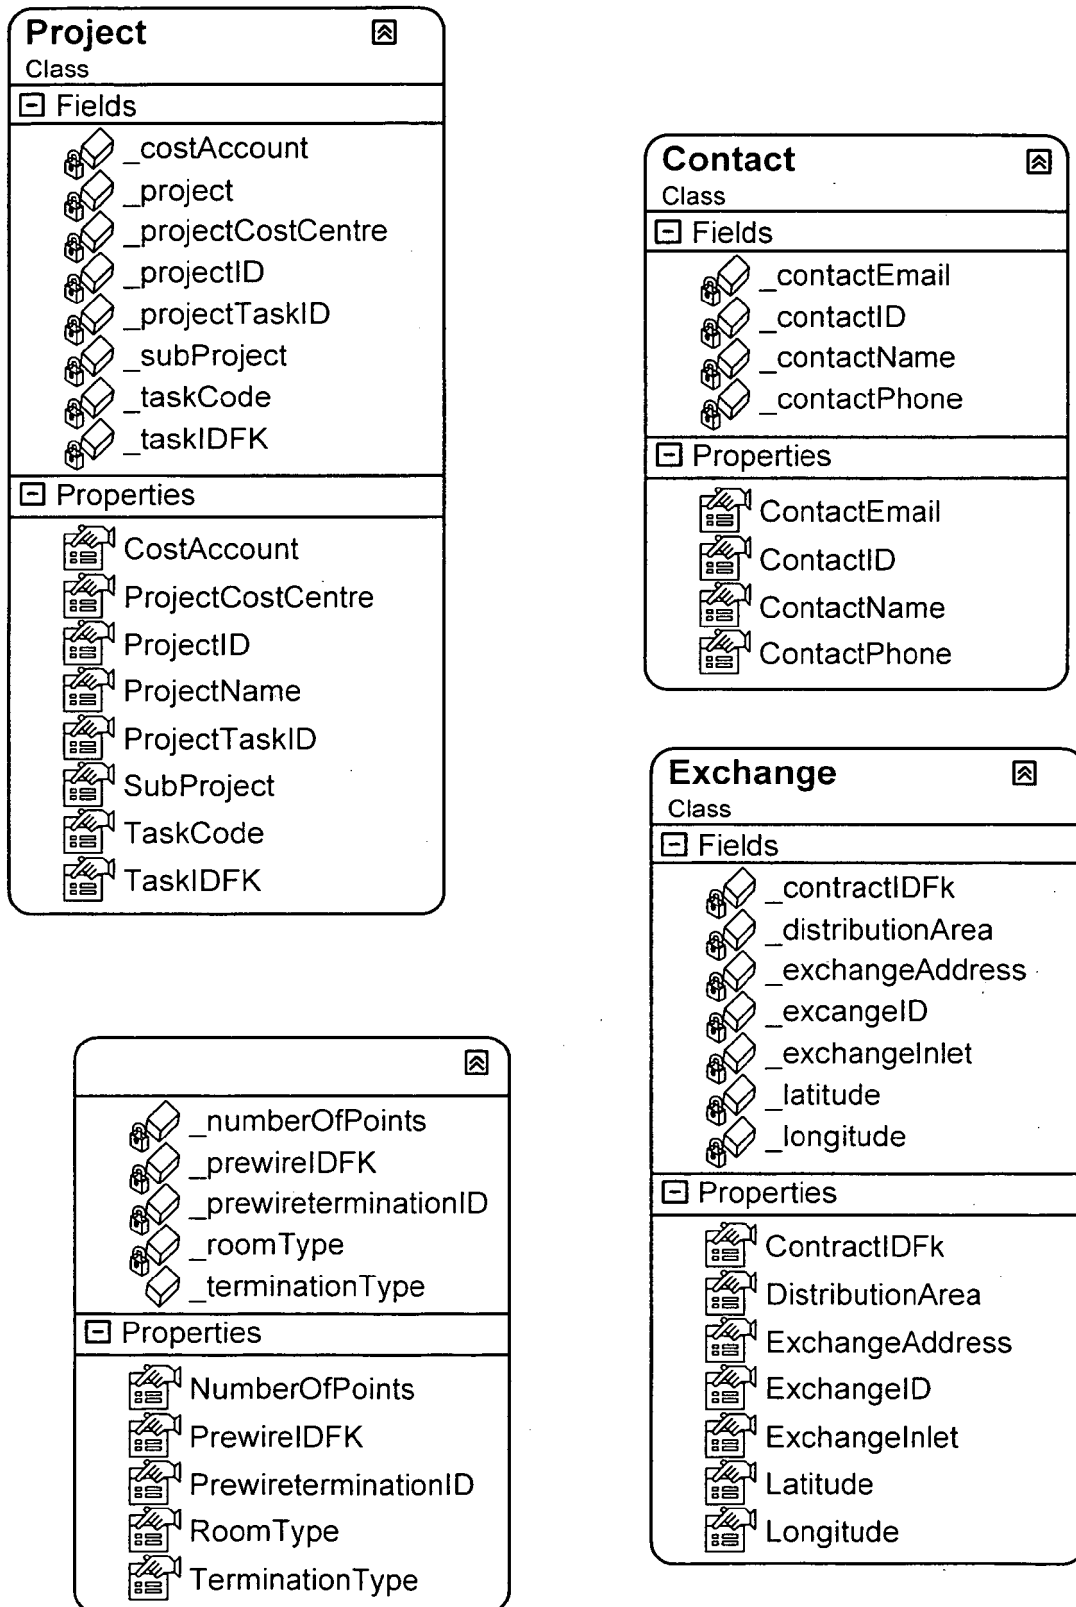 Project
Class
Fields
_costAccount
_project
_projectCostCentre
_projectID
_projectTaskID
_subProject
_taskCode
_taskIDFK
Properties
CostAccount
ProjectCostCentre
ProjectID
ProjectName
ProjectTaskID
SubProject
TaskCode
TaskIDFK
Contact
Class
Fields
_contactEmail
_contactID
_contactName
_contactPhone
Properties
ContactEmail
ContactID
ContactName
ContactPhone
Exchange
Class
Fields
_contractIDFk
_distributionArea
_exchangeAddress
_excangeID
_exchangeInlet
_latitude
_longitude
Properties
ContractIDFk
DistributionArea
ExchangeAddress
ExchangeID
ExchangeInlet
Latitude
Longitude
_numberOfPoints
_prewireIDFK
_prewireterminationID
_roomType
_terminationType
Properties
NumberOfPoints
PrewireIDFK
PrewireterminationID
RoomType
TerminationType